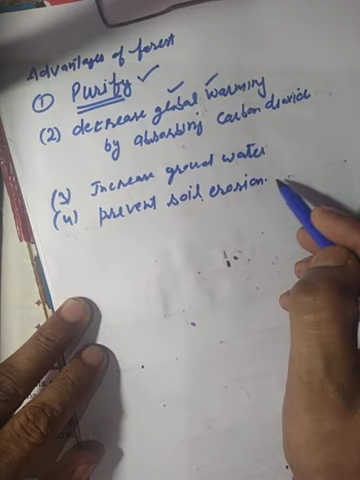 Advantages of forest
① Purify ✓
(2) decrease global warming
by absorbing carbon dioxide
(3) Increase ground water
(4) prevent soil erosion.